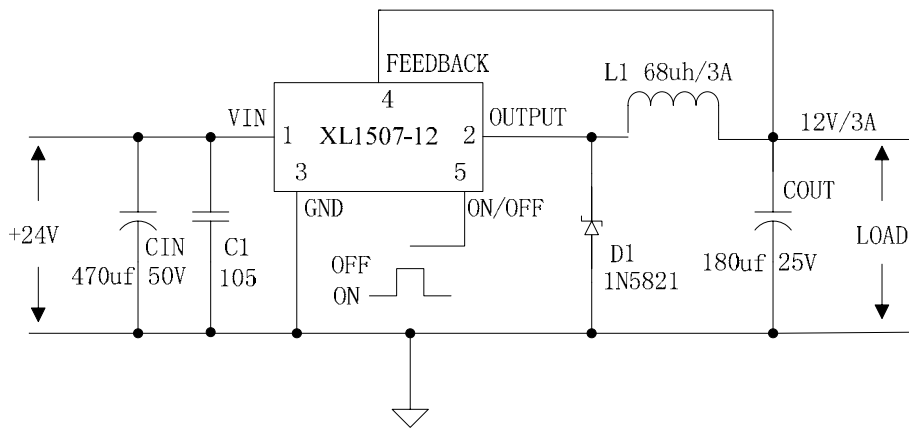 FEEDBACK
L1 68uh/3A
4
VIN
OUTPUT
12V/3A
1
XL1507-12
2
3
5
GND
ON/OFF
COUT
+24V
CIN
C1
OFF
D1
LOAD
470uf 50V
105
ON
1N5821
180uf 25V